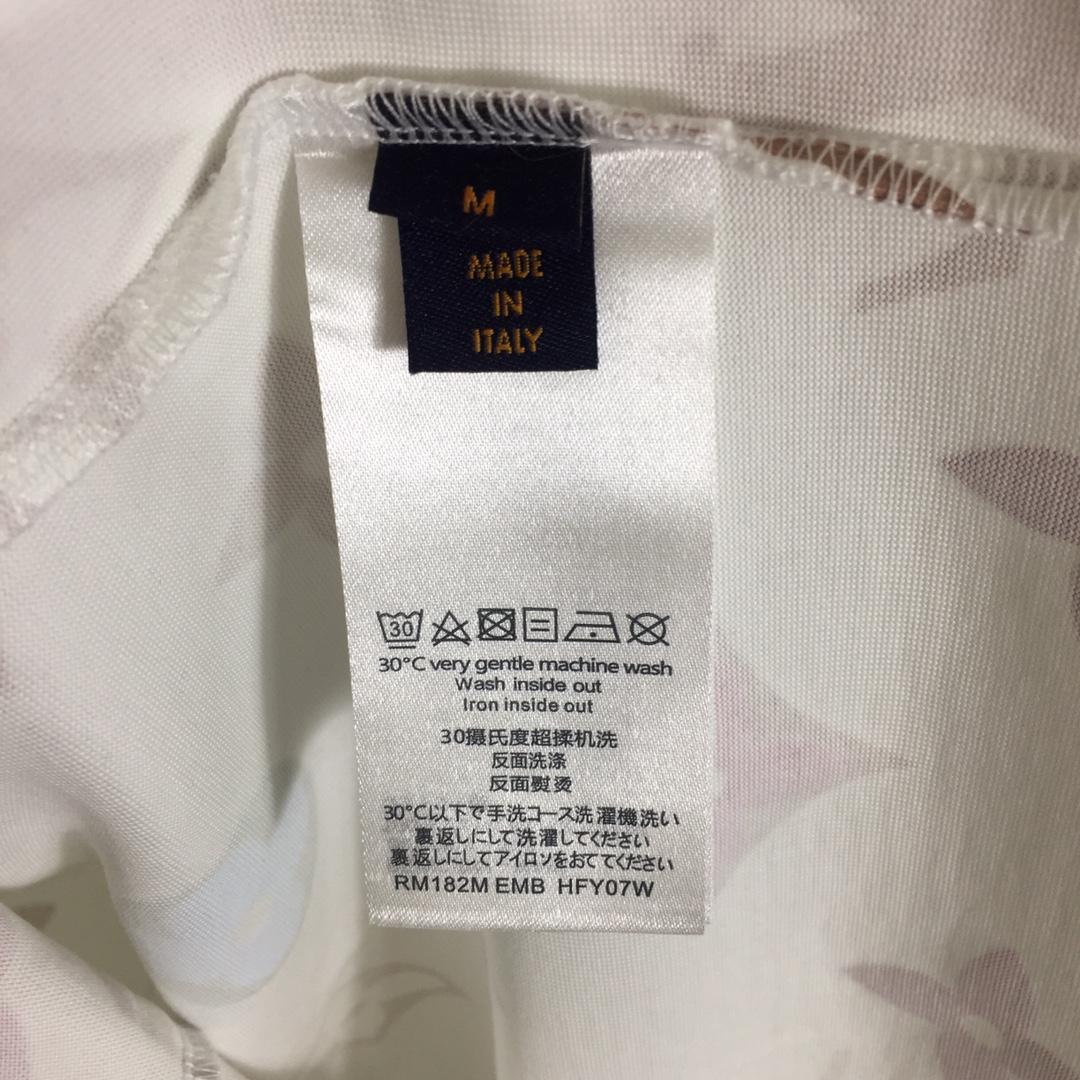 M
MADE
IN
ITALY
30
30°C very gentle machine wash
Wash inside out
Iron inside out
30摄氏度超揉机洗
反面洗涤
反面熨烫
30°C以下で手洗コース洗濯機洗い
裏返しにして洗濯してください
裏返しにしてアイロソをおててください
RM182M EMB HFY07W